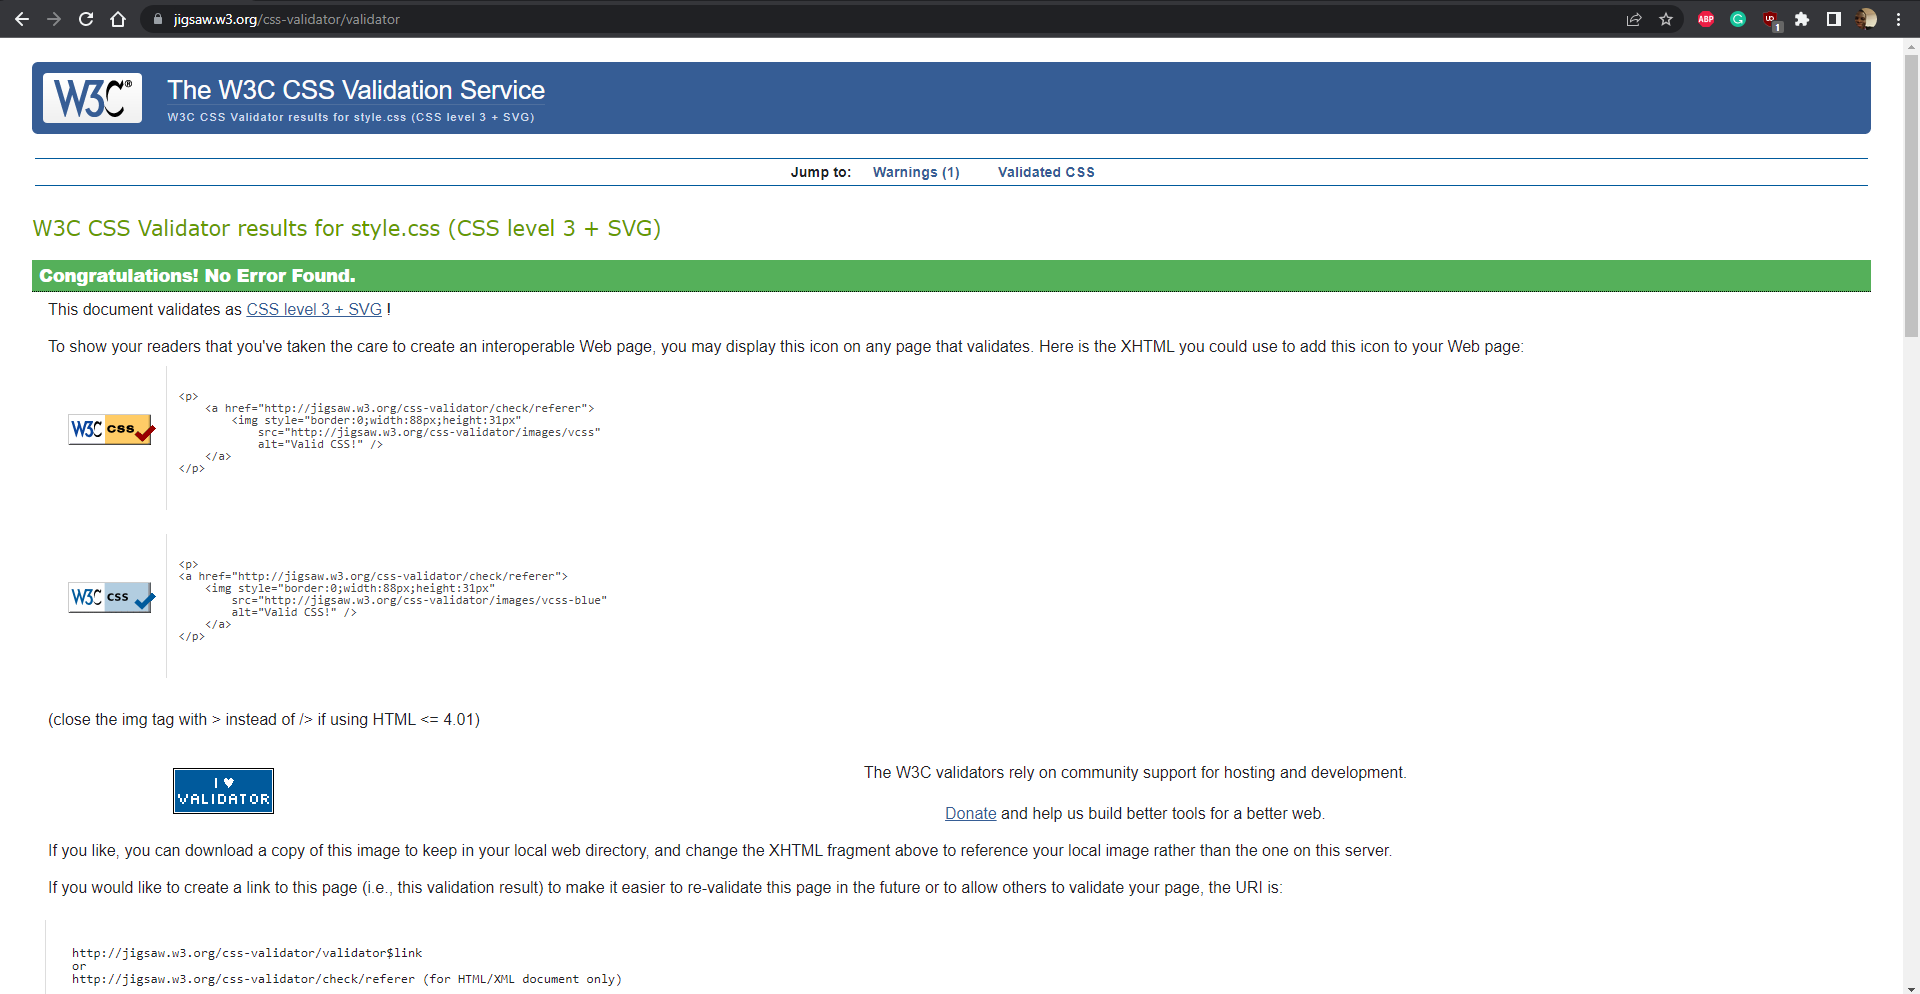 jigsaw.w3.org/css-validator/validator
ABP
G
UD
1
W3C®
The W3C CSS Validation Service
W3C CSS Validator results for style.css (CSS level 3 + SVG)
Jump to: Warnings (1) Validated CSS
W3C CSS Validator results for style.css (CSS level 3 + SVG)
Congratulations! No Error Found.
This document validates as CSS level 3 + SVG !
To show your readers that you've taken the care to create an interoperable Web page, you may display this icon on any page that validates. Here is the XHTML you could use to add this icon to your Web page:
W3C css
<p>
<a href="http://jigsaw.w3.org/css-validator/check/referer">
<img style="border:0;width:88px;height:31px"
src="http://jigsaw.w3.org/css-validator/images/vcss"
alt="Valid CSS!" />
</a>
</p>
W3C css
<p>
<a href="http://jigsaw.w3.org/css-validator/check/referer">
<img style="border:0;width:88px;height:31px"
src="http://jigsaw.w3.org/css-validator/images/vcss-blue"
alt="Valid CSS!" />
</a>
</p>
(close the img tag with > instead of /> if using HTML <= 4.01)
I ♥
VALIDATOR
The W3C validators rely on community support for hosting and development.
Donate and help us build better tools for a better web.
If you like, you can download a copy of this image to keep in your local web directory, and change the XHTML fragment above to reference your local image rather than the one on this server.
If you would like to create a link to this page (i.e., this validation result) to make it easier to re-validate this page in the future or to allow others to validate your page, the URI is:
http://jigsaw.w3.org/css-validator/validator$link
or
http://jigsaw.w3.org/css-validator/check/referer (for HTML/XML document only)